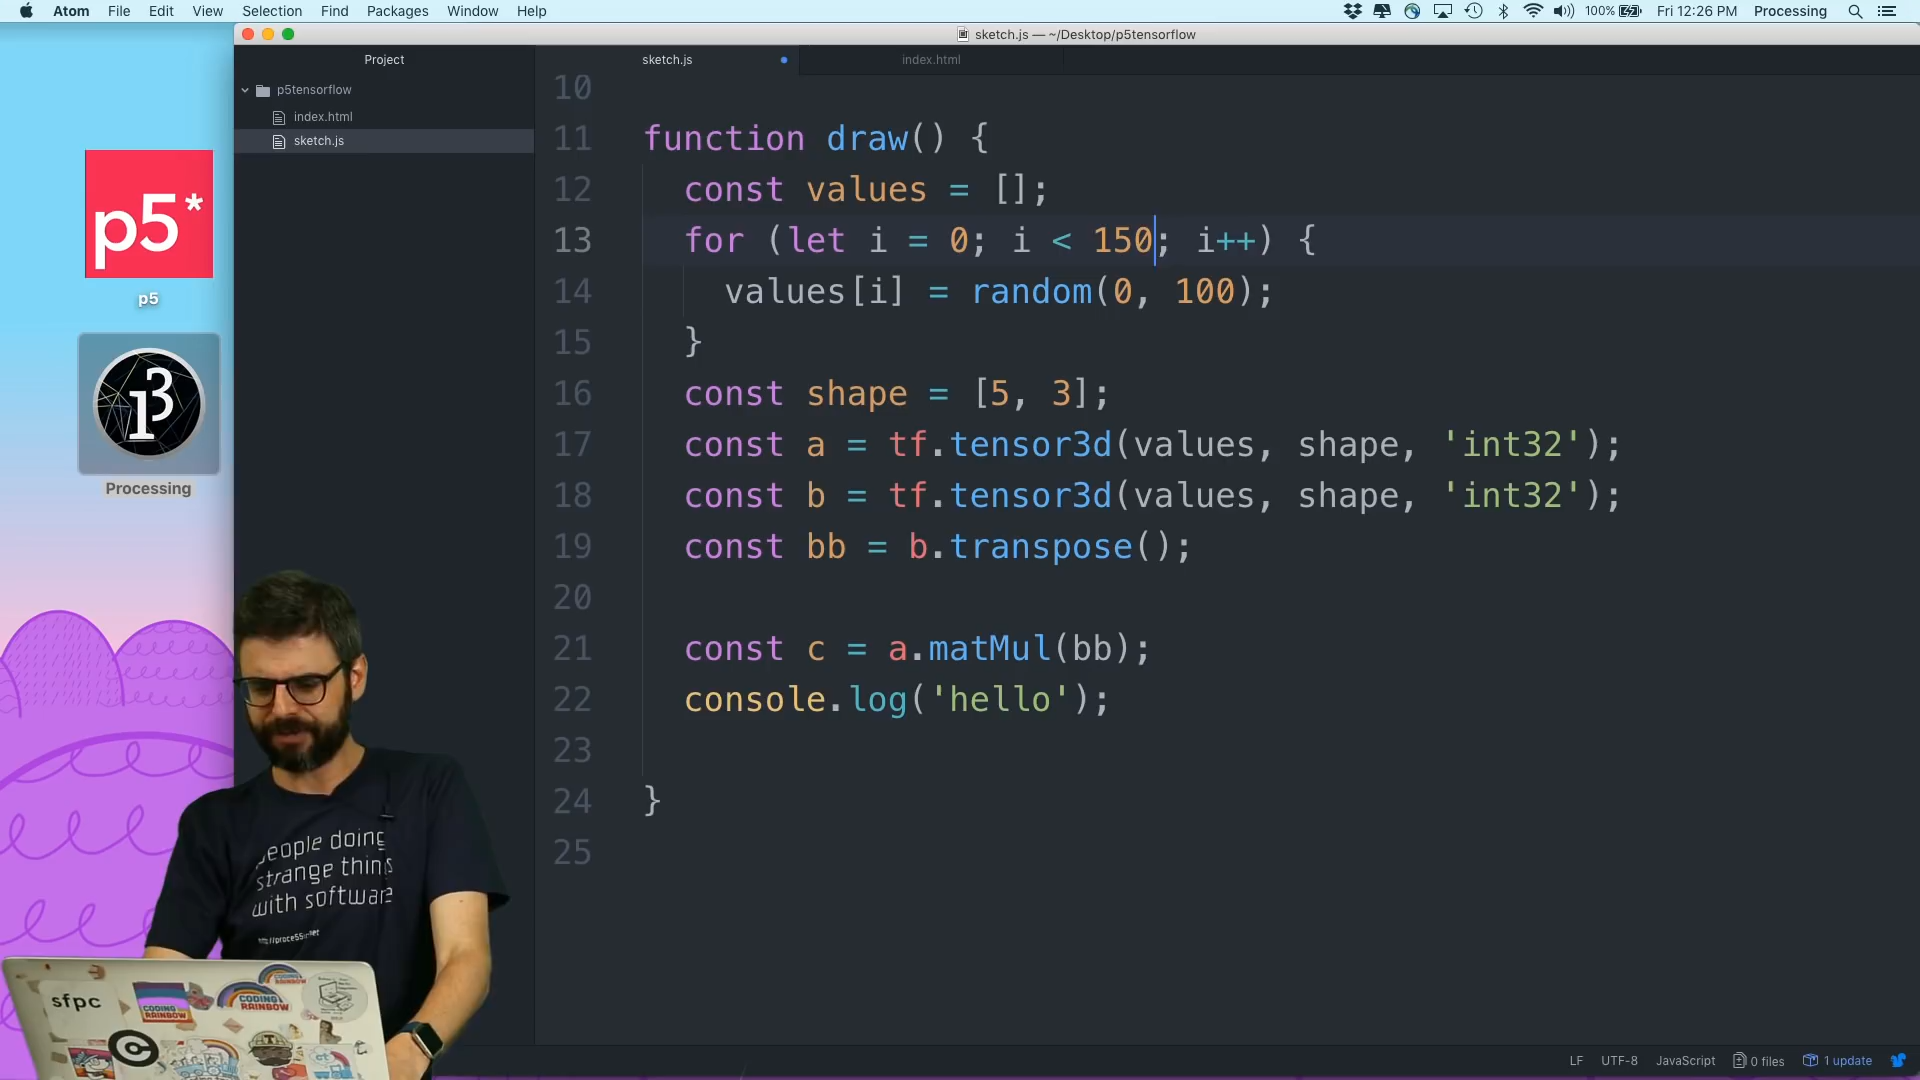 Atom File Edit View Selection Find Packages Window Help
100% Fri 12:26 PM Processing
sketch.js — ~/Desktop/p5tensorflow
Project
sketch.js
index.html
p5tensorflow
index.html
sketch.js
10
11 function draw() {
12 const values = [];
13 for (let i = 0; i < 150; i++) {
14 values[i] = random(0, 100);
15 }
16 const shape = [5, 3];
17 const a = tf.tensor3d(values, shape, 'int32');
18 const b = tf.tensor3d(values, shape, 'int32');
19 const bb = b.transpose();
20
21 const c = a.matMul(bb);
22 console.log('hello');
23
24 }
25
p5*
p5
Processing
people doing
strange things
with software
sfpc
CODING
RAINBOW
CODING
RAINBOW
LF UTF-8 JavaScript 0 files 1 update